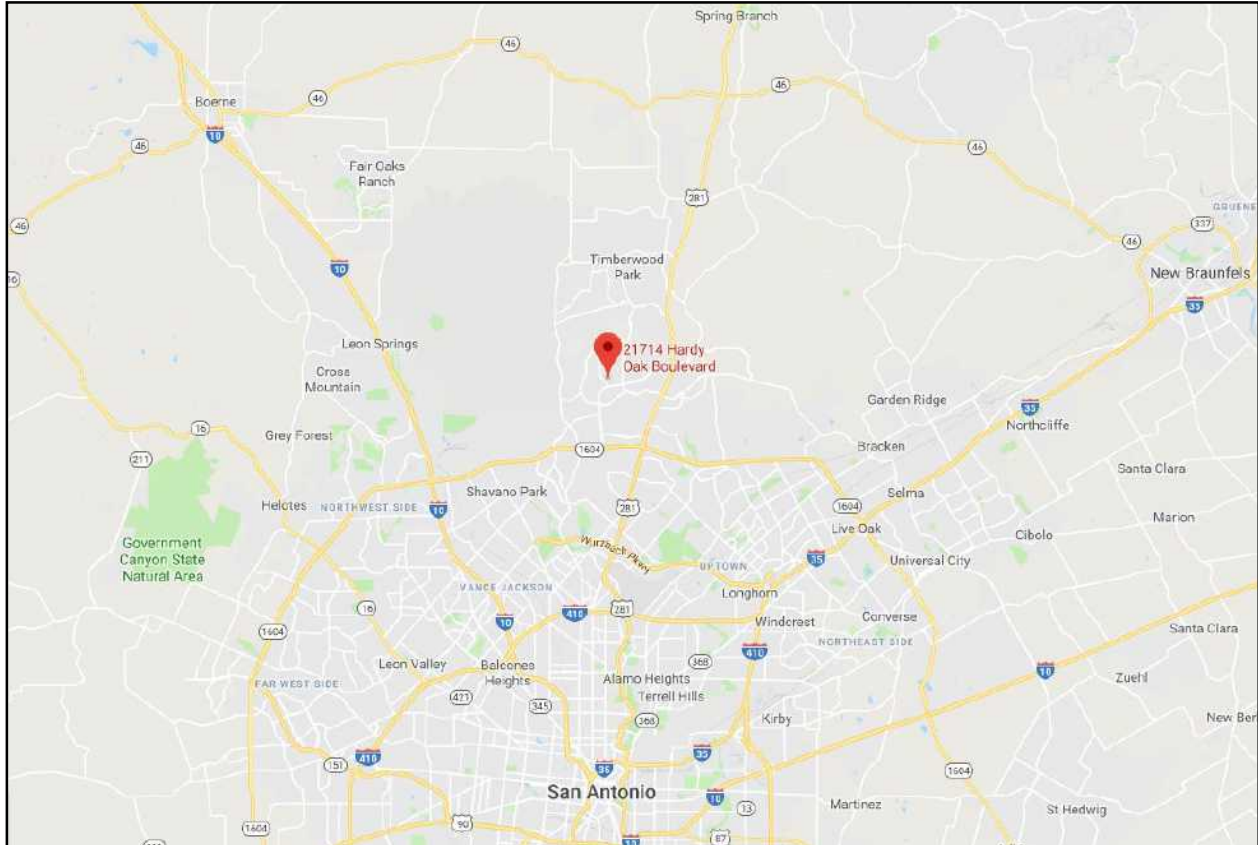 Spring Branch
46
46
46
Boerne
10
46
46
Fair Oaks
Ranch
281
GRUENE
337
46
46
Timberwood
Park
10
New Braunfels
35
16
Leon Springs
21714 Hardy
Oak Boulevard
Cross
Mountain
Garden Ridge
35
Northcliffe
16
Grey Forest
1604
Bracken
211
Santa Clara
Shavano Park
Selma
Helotes
NORTHWEST SIDE
10
281
1604
Live Oak
Marion
Cibolo
Government
Canyon State
Natural Area
Wurzbach Pkwy
35
UPTOWN
Universal City
VANCE JACKSON
Longhorn
16
410
281
10
Windcrest
Converse
1604
NORTHEAST SIDE
Santa Clara
410
Leon Valley
Balcones
Heights
368
10
Alamo Heights
Terrell Hills
Zuehl
FAR WEST SIDE
421
345
368
Kirby
New Ber
410
151
35
35
1604
San Antonio
10
13
Martinez
St Hedwig
1604
90
87